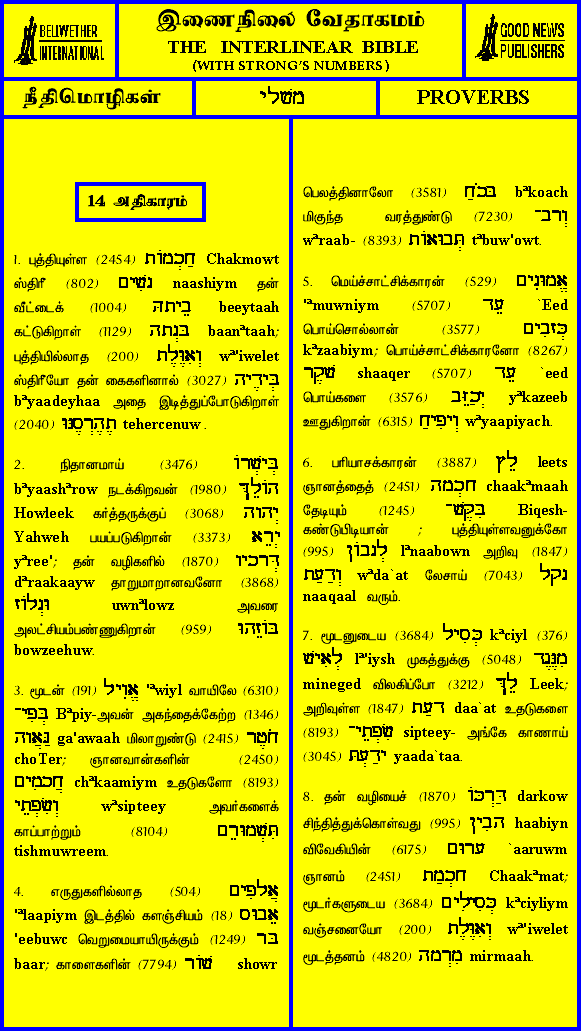 BELLWETHER
INTERNATIONAL
இணைநிலை வேதாகமம்
THE INTERLINEAR BIBLE
(WITH STRONG'S NUMBERS)
GOOD NEWS
PUBLISHERS
நீதிமொழிகள்
משלי
PROVERBS
14 அதிகாரம்
1. புத்தியுள்ள (2454) חַכְמוֹת Chakmowt
ஸ்திரீ (802) נָשִׁים naashiym தன்
வீட்டைக் (1004) בֵּיתָהּ beeytaah
கட்டுகிறாள் (1129) בָּנְתָה baanªtaah;
புத்தியில்லாத (200) וְאִוֶּלֶת wª'iwelet
ஸ்திரீயோ தன் கைகளினால் (3027) בְּיָדֶיהָ
bªyaadeyhaa அதை இடித்துப்போடுகிறாள்
(2040) תֶהֶרְסֶנּוּ tehercenuw .
2. நிதானமாய் (3476) בְּיָשְׁרוֹ
bªyaashªrow நடக்கிறவன் (1980) הוֹלֵךְ
Howleek கர்த்தருக்குப் (3068) יְהוָה
Yahweh பயப்படுகிறான் (3373) יְרֵא
yªree'; தன் வழிகளில் (1870) דְּרָכָיו
dªraakaayw தாறுமாறானவனோ (3868)
וּנְלוֹז uwnªlowz அவரை
அலட்சியம்பண்ணுகிறான் (959) בּוֹזֵהוּ
bowzeehuw.
3. மூடன் (191) אֱוִיל 'ªwiyl வாயிலே (6310)
בְּפִי־ Bªpiy-அவன் அகந்தைக்கேற்ற (1346)
גַּאֲוָה ga'awaah மிலாறுண்டு (2415) חֹטֶר
choTer; ஞானவான்களின் (2450)
חֲכָמִים chªkaamiym உதடுகளோ (8193)
וְשִׂפְתֵי wªsipteey அவர்களைக்
காப்பாற்றும் (8104) תִּשְׁמוּרֵם
tishmuwreem.
4. எருதுகளில்லாத (504) אֲלָפִים
'ªlaapiym இடத்தில் களஞ்சியம் (18) אֵבוּס
'eebuwc வெறுமையாயிருக்கும் (1249) בָּר
baar; காளைகளின் (7794) שׁוֹר showr
பெலத்தினாலோ (3581) בְּכֹחַ bªkoach
மிகுந்த வரத்துண்டு (7230) וְרָב־
wªraab- (8393) תְּבוּאוֹת tªbuw'owt.
5. மெய்ச்சாட்சிக்காரன் (529) אֱמוּנִים
'ªmuwniym (5707) עֵד `Eed
பொய்சொல்லான் (3577) כְּזָבִים
kªzaabiym; பொய்ச்சாட்சிக்காரனோ (8267)
שָׁקֶר shaaqer (5707) עֵד `eed
பொய்களை (3576) יְכַזֵּב yªkazeeb
ஊதுகிறான் (6315) וְיָפִיחַ wªyaapiyach.
6. பரியாசக்காரன் (3887) לֵץ leets
ஞானத்தைத் (2451) חָכְמָה chaakªmaah
தேடியும் (1245) בִּקֶּשׁ־ Biqesh-
கண்டுபிடியான் ; புத்தியுள்ளவனுக்கோ
(995) לְנָבוֹן lªnaabown அறிவு (1847)
וְדַעַת wªda`at லேசாய் (7043) נָקָל
naaqaal வரும்.
7. மூடனுடைய (3684) כְּסִיל kªciyl (376)
לְאִישׁ lª'iysh முகத்துக்கு (5048) מִנֶּגֶד
mineged விலகிப்போ (3212) לֵךְ Leek;
அறிவுள்ள (1847) דָּעַת daa`at உதடுகளை
(8193) שִׂפְתֵי־ sipteey- அங்கே காணாய்
(3045) יָדַעְתָּ yaada`taa.
8. தன் வழியைச் (1870) דַּרְכּוֹ darkow
சிந்தித்துக்கொள்வது (995) הָבִין haabiyn
விவேகியின் (6175) עָרוּם `aaruwm
ஞானம் (2451) חָכְמַת Chaakªmat;
மூடர்களுடைய (3684) כְּסִילִים kªciyliym
வஞ்சனையோ (200) וְאִוֶּלֶת wª'iwelet
மூடத்தனம் (4820) מִרְמָה mirmaah.